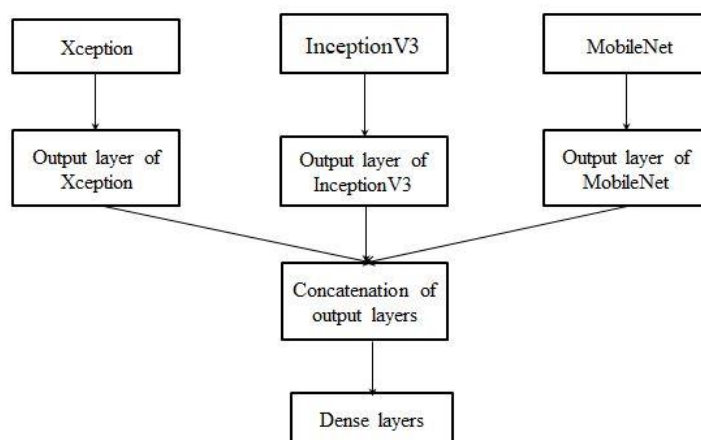 Xception
InceptionV3
MobileNet
Output layer of
Xception
Output layer of
InceptionV3
Output layer of
MobileNet
Concatenation of
output layers
Dense layers